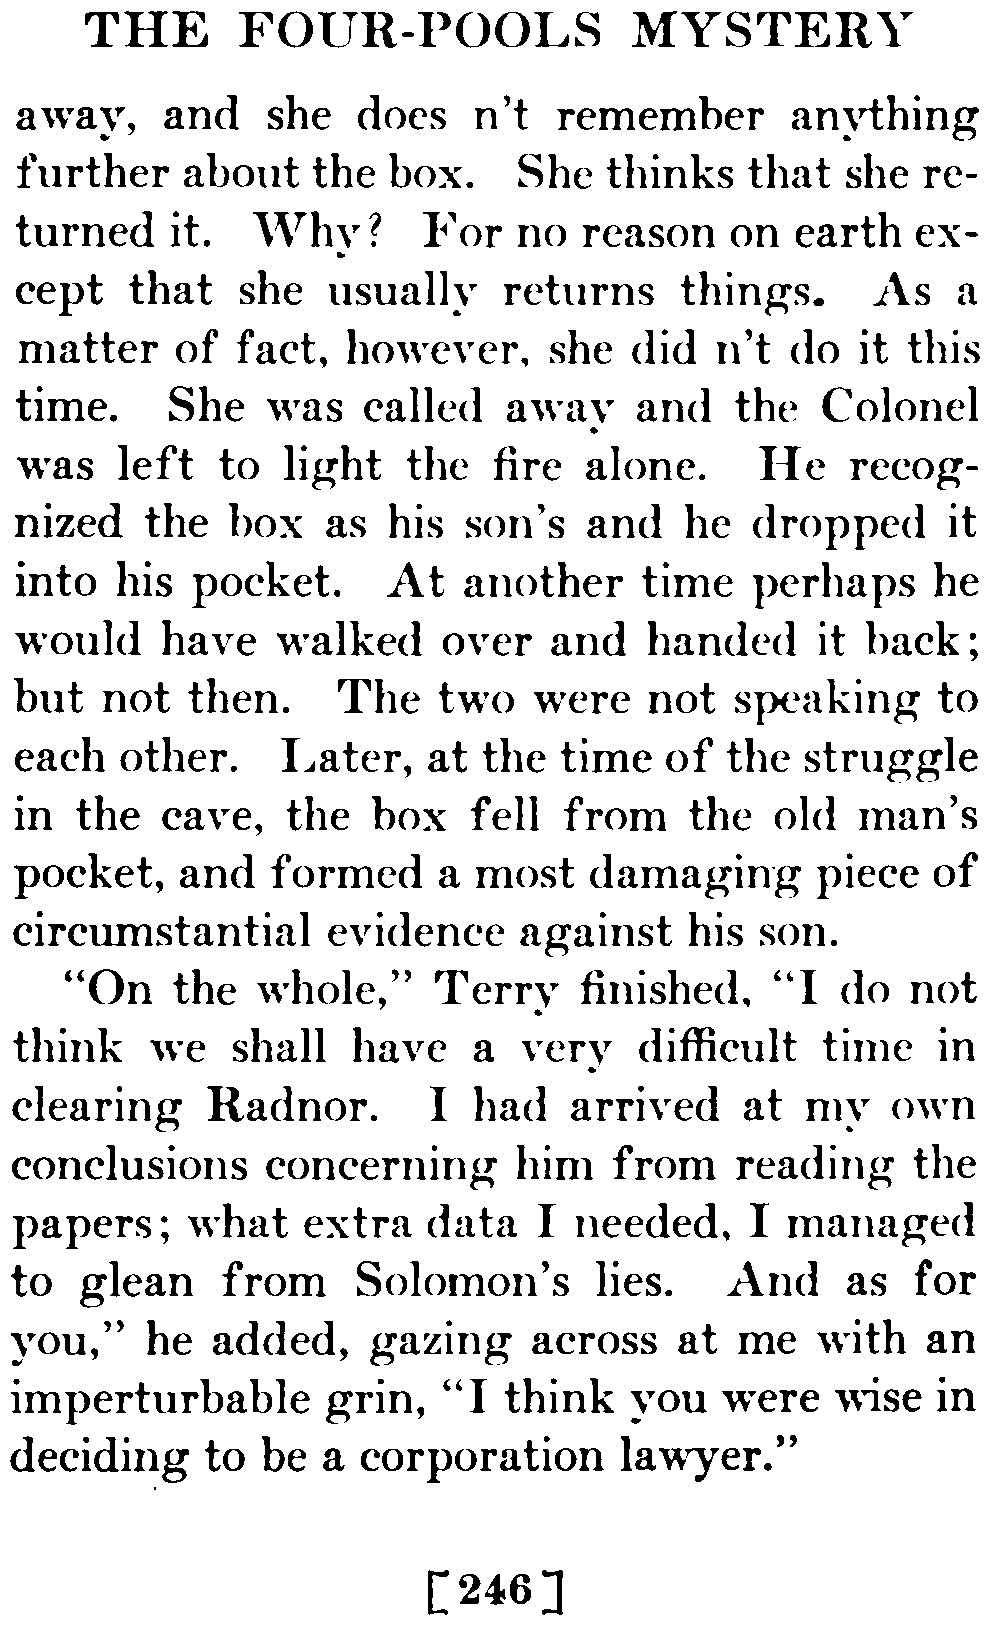 THE FOUR-POOLS MYSTERY
away, and she does n't remember anything
further about the box. She thinks that she re-
turned it. Why? For no reason on earth ex-
cept that she usually returns things. As a
matter of fact, however, she did n't do it this
time. She was called away and the Colonel
was left to light the fire alone. He recog-
nized the box as his son's and he dropped it
into his pocket. At another time perhaps he
would have walked over and handed it back;
but not then. The two were not speaking to
each other. Later, at the time of the struggle
in the cave, the box fell from the old man's
pocket, and formed a most damaging piece of
circumstantial evidence against his son.
"On the whole," Terry finished, "I do not
think we shall have a very difficult time in
clearing Radnor. I had arrived at my own
conclusions concerning him from reading the
papers; what extra data I needed, I managed
to glean from Solomon's lies. And as for
you," he added, gazing across at me with an
imperturbable grin, "I think you were wise in
deciding to be a corporation lawyer."
[246]